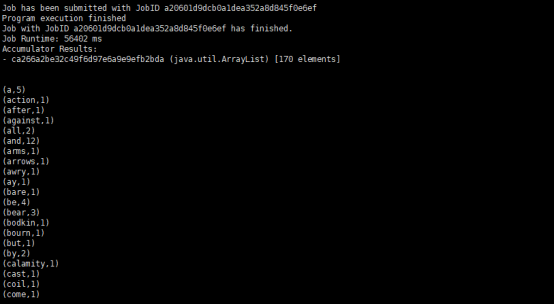 Job has been submitted with JobID a20601d9dcb0a1dea352a8d845f0e6ef
Program execution finished
Job with JobID a20601d9dcb0a1dea352a8d845f0e6ef has finished.
Job Runtime: 56402 ms
Accumulator Results:
- ca266a2be32c49f6d97e6a9e9efb2bda (java.util.ArrayList) [170 elements]
(a,5)
(action,1)
(after,1)
(against,1)
(all,2)
(and,12)
(arms,1)
(arrows,1)
(awry,1)
(ay,1)
(bare,1)
(be,4)
(bear,3)
(bodkin,1)
(bourn,1)
(but,1)
(by,2)
(calamity,1)
(cast,1)
(coil,1)
(come,1)